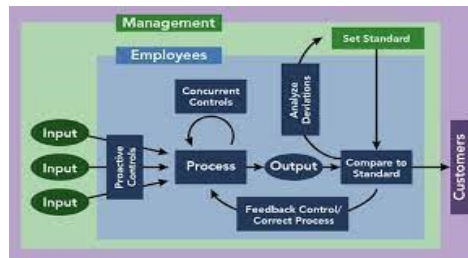 Management
Set Standard
Employees
Concurrent
Controls
Analyze
Deviations
Input
Input
Input
Proactive
Controls
Process
Output
Compare to
Standard
Customers
Feedback Control/
Correct Process